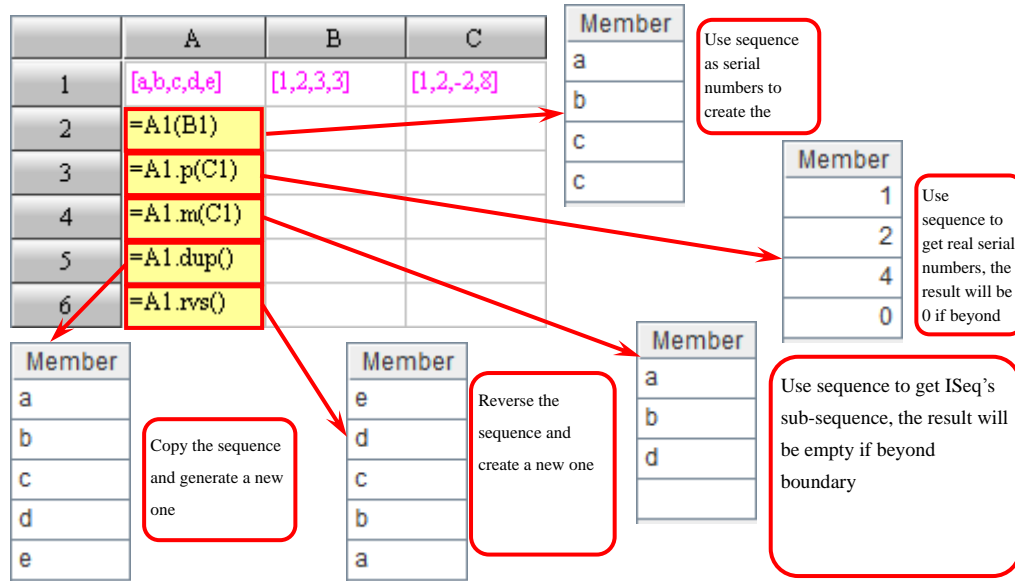 A B C
1 [a,b,c,d,e] [1,2,3,3] [1,2,-2,8]
2 =A1(B1)
3 =A1.p(C1)
4 =A1.m(C1)
5 =A1.dup()
6 =A1.rvs()
Member
a
b
c
c
Use sequence
as serial
numbers to
create the
Member
1
2
4
0
Use
sequence to
get real serial
numbers, the
result will be
0 if beyond
Member
a
b
c
d
e
Copy the sequence
and generate a new
one
Member
e
d
c
b
a
Reverse the
sequence and
create a new one
Member
a
b
d
Use sequence to get ISeq's
sub-sequence, the result will
be empty if beyond
boundary